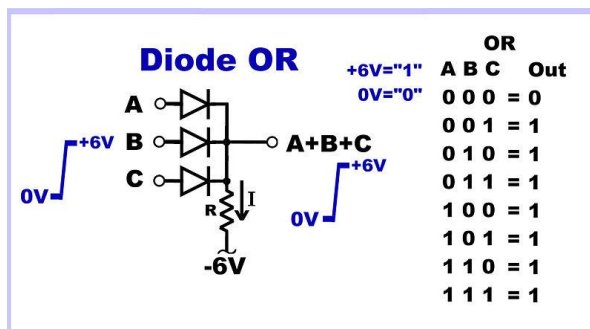 Diode OR
A
B
C
+6V
0V
A+B+C
+6V
0V
R
I
-6V
OR
+6V="1" A B C Out
0V="0" 0 0 0 = 0
0 0 1 = 1
0 1 0 = 1
0 1 1 = 1
1 0 0 = 1
1 0 1 = 1
1 1 0 = 1
1 1 1 = 1